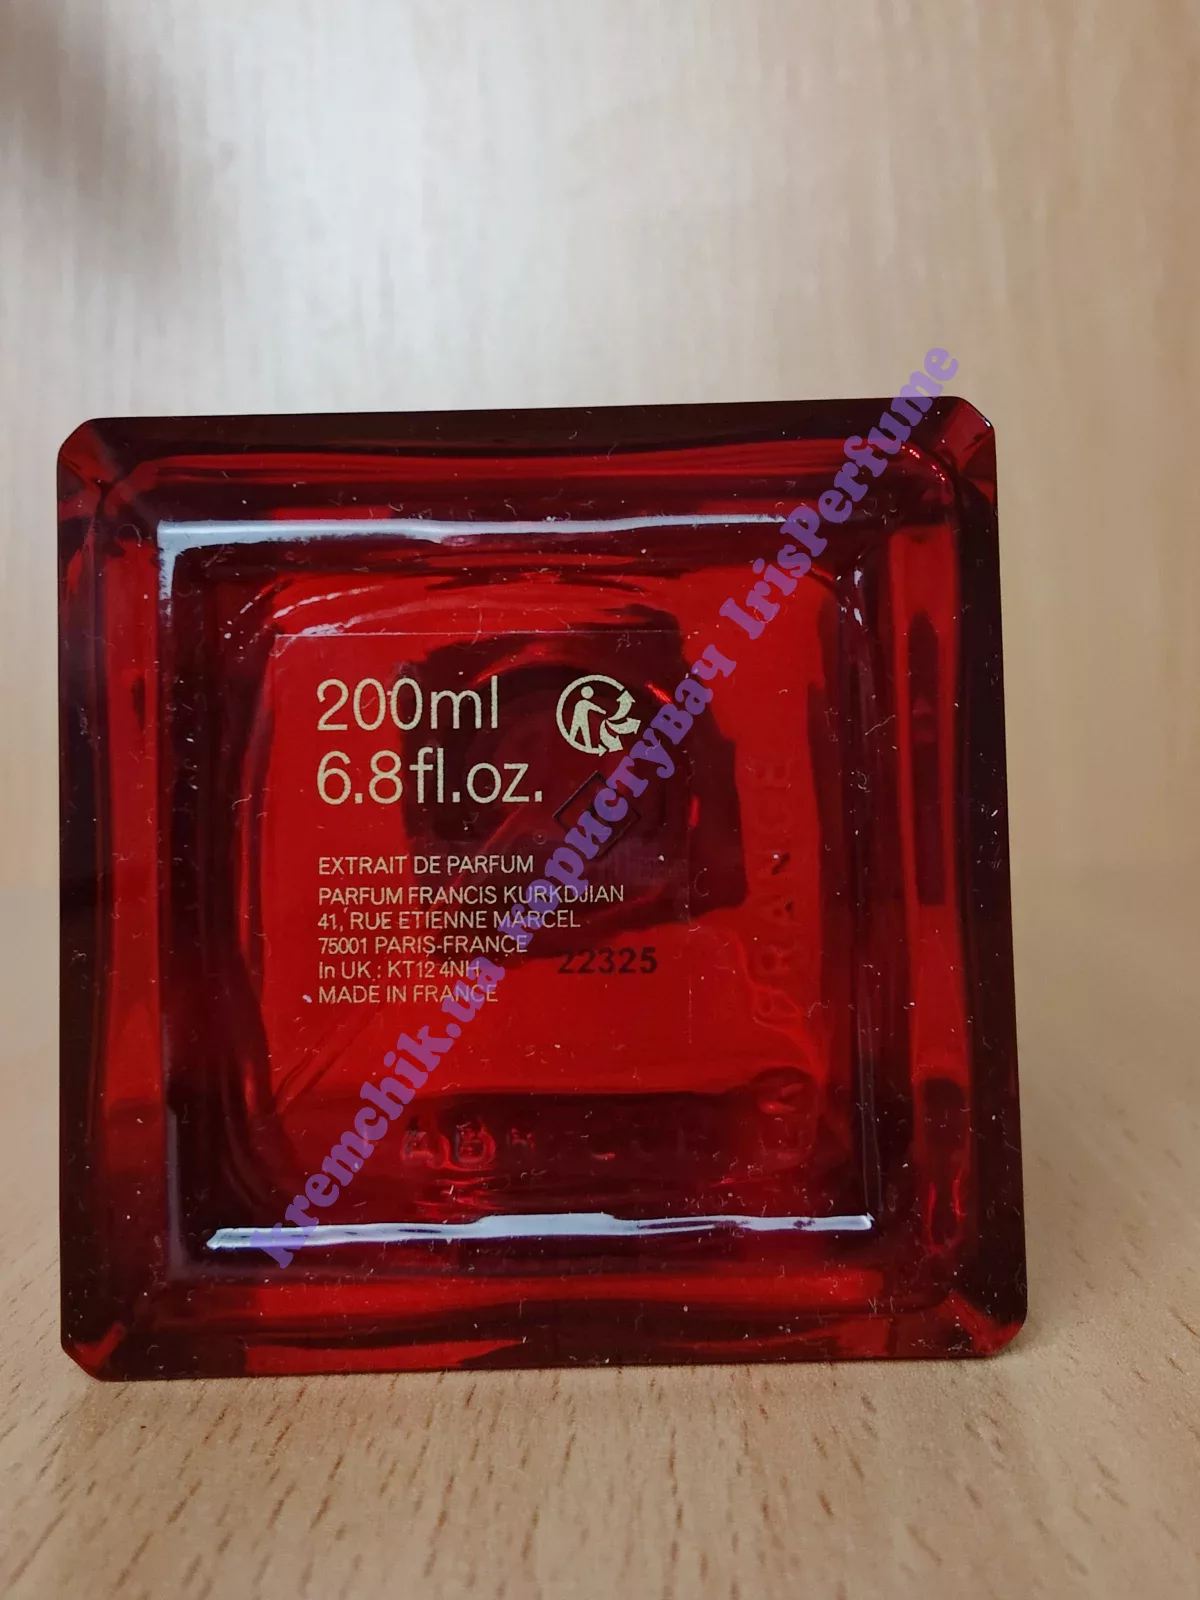 200ml
6.8fl.oz.
EXTRAIT DE PARFUM
PARFUM FRANCIS KURKDJIAN
41, RUE ETIENNE MARCEL
75001 PARIS-FRANCE
In UK : KT12 4NH
MADE IN FRANCE
22325
FRANCE
kremchik.ua користувач IrisPerfume